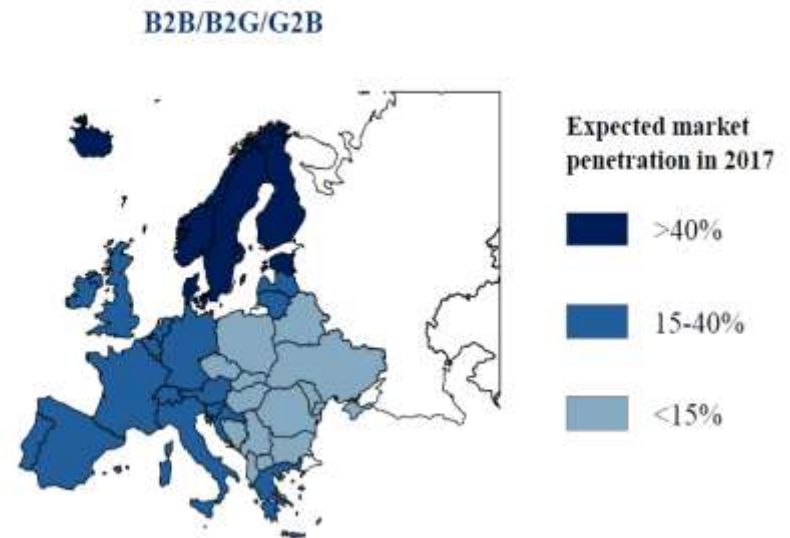 B2B/B2G/G2B
Expected market
penetration in 2017
>40%
15-40%
<15%